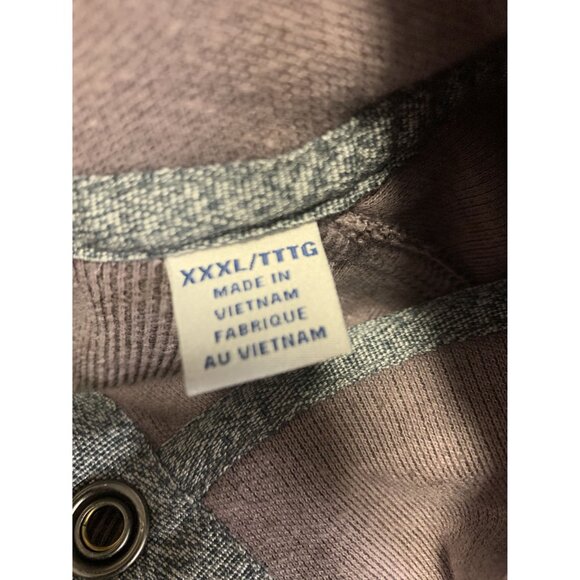 XXXL/TTTG
MADE IN
VIETNAM
FABRIQUE
AU VIETNAM